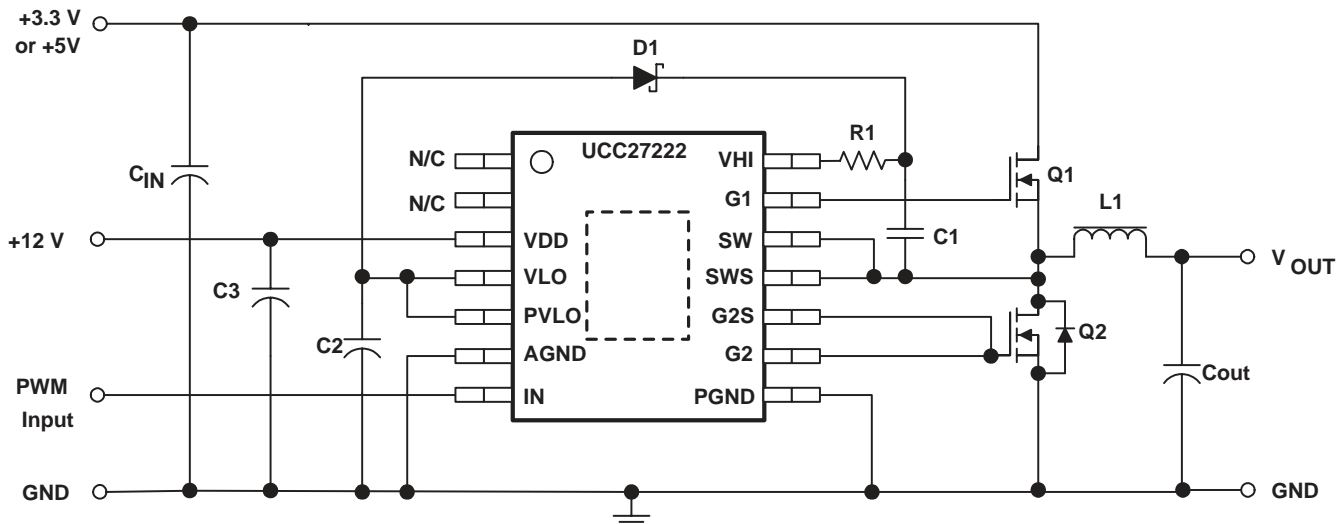 +3.3 V
or +5V
D1
UCC27222
R1
N/C
VHI
Q1
C
IN
N/C
G1
L1
+12 V
VDD
SW
C1
V
OUT
C3
VLO
SWS
PVLO
G2S
Q2
C2
AGND
G2
Cout
PWM
Input
IN
PGND
GND
GND